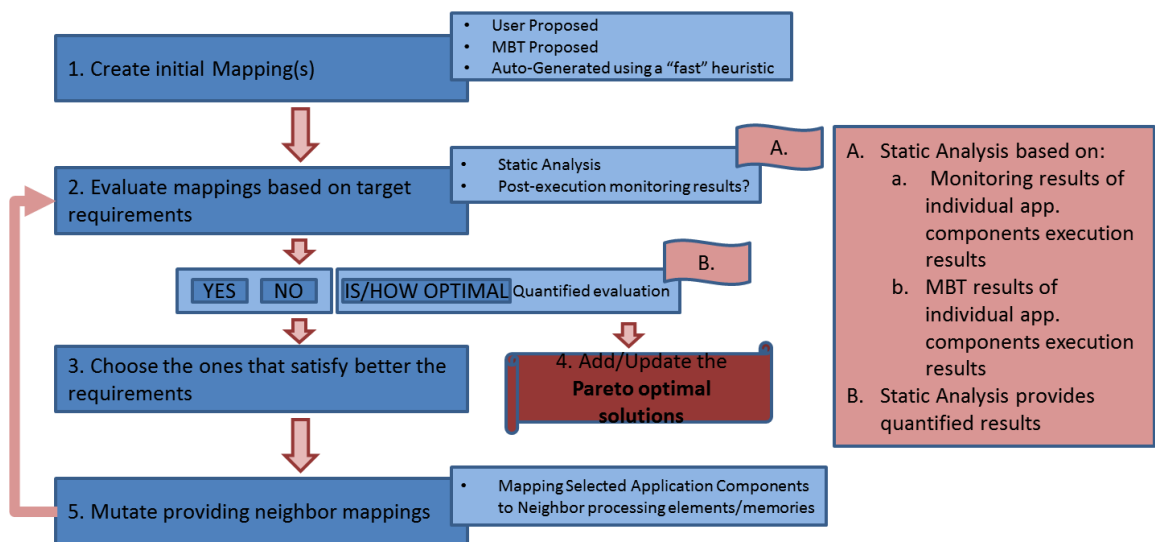 • User Proposed
• MBT Proposed
• Auto-Generated using a “fast” heuristic
1. Create initial Mapping(s)
A.
• Static Analysis
• Post-execution monitoring results?
2. Evaluate mappings based on target
requirements
B.
YES NO IS/HOW OPTIMAL Quantified evaluation
3. Choose the ones that satisfy better the
requirements
4. Add/Update the
Pareto optimal
solutions
5. Mutate providing neighbor mappings
• Mapping Selected Application Components
to Neighbor processing elements/memories
A. Static Analysis based on:
a. Monitoring results of
individual app.
components execution
results
b. MBT results of
individual app.
components execution
results
B. Static Analysis provides
quantified results